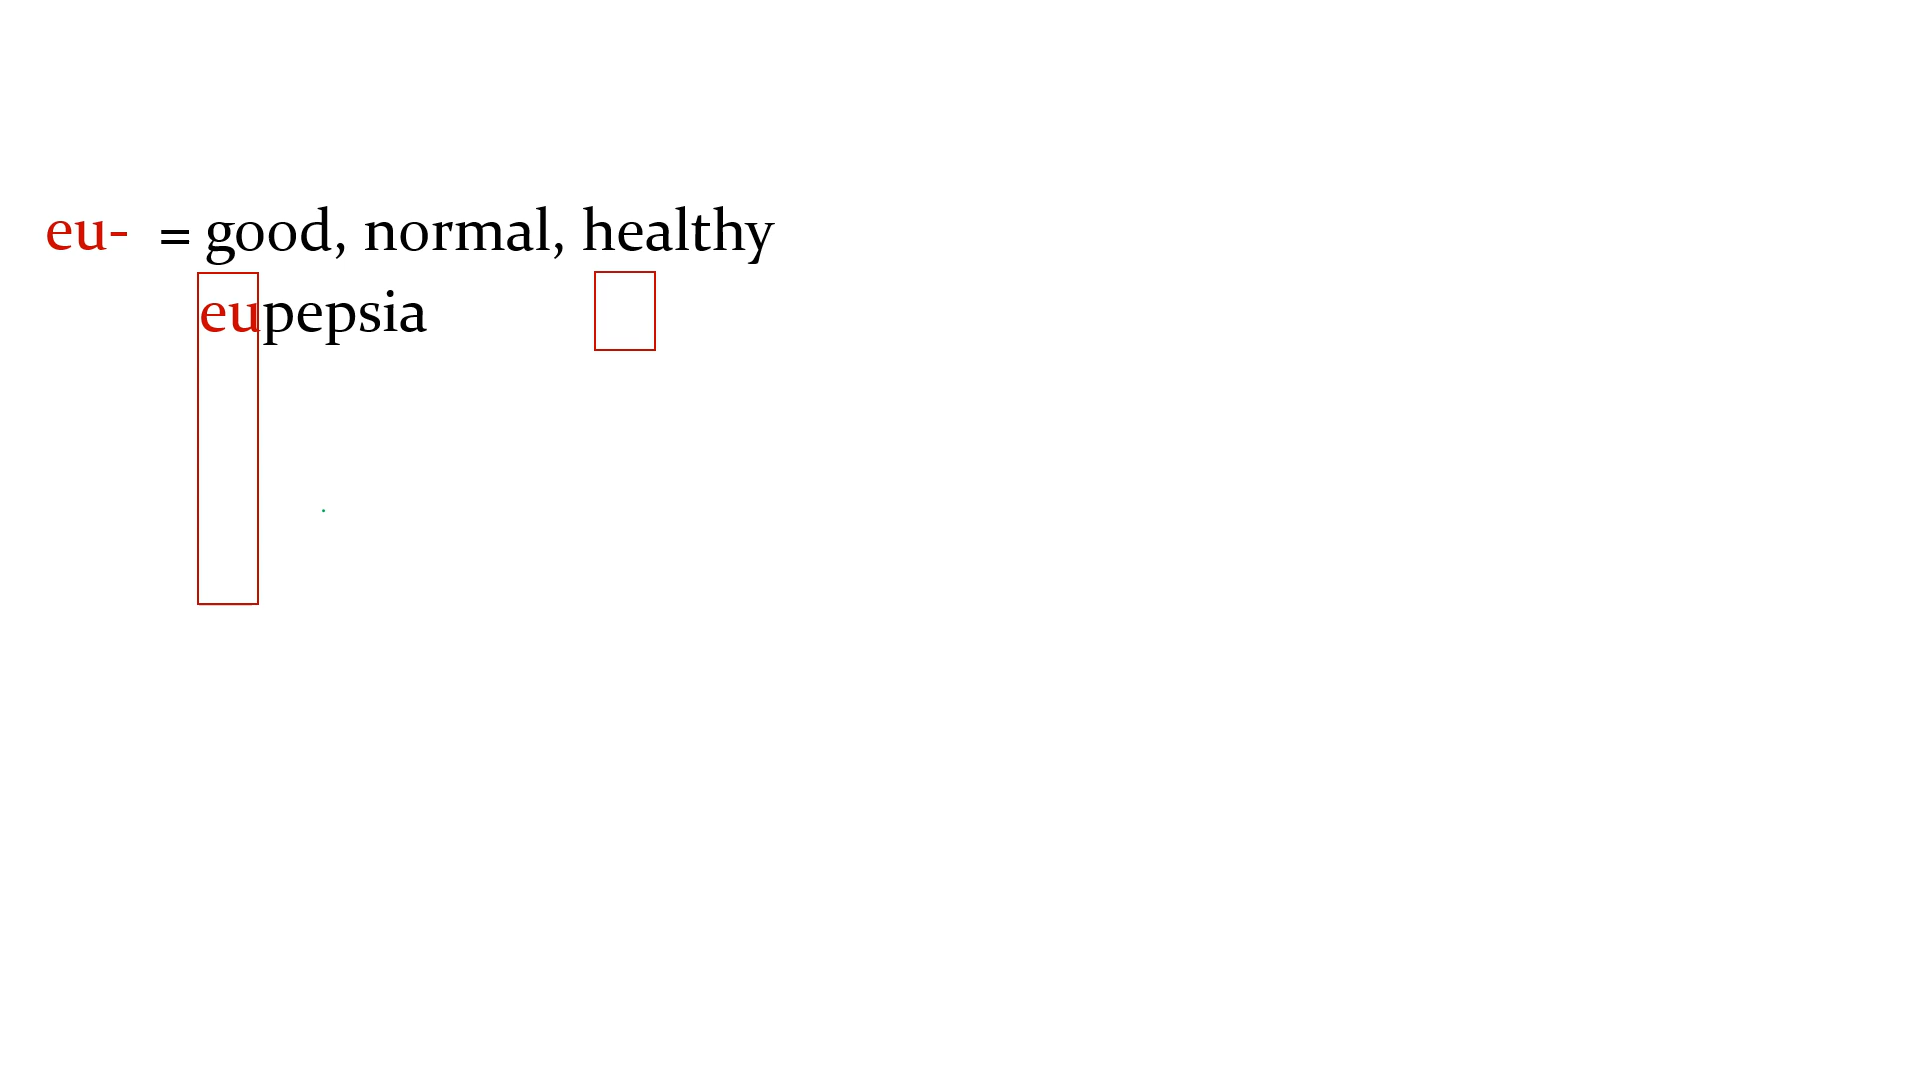 eu- = good, normal, healthy
eupepsia